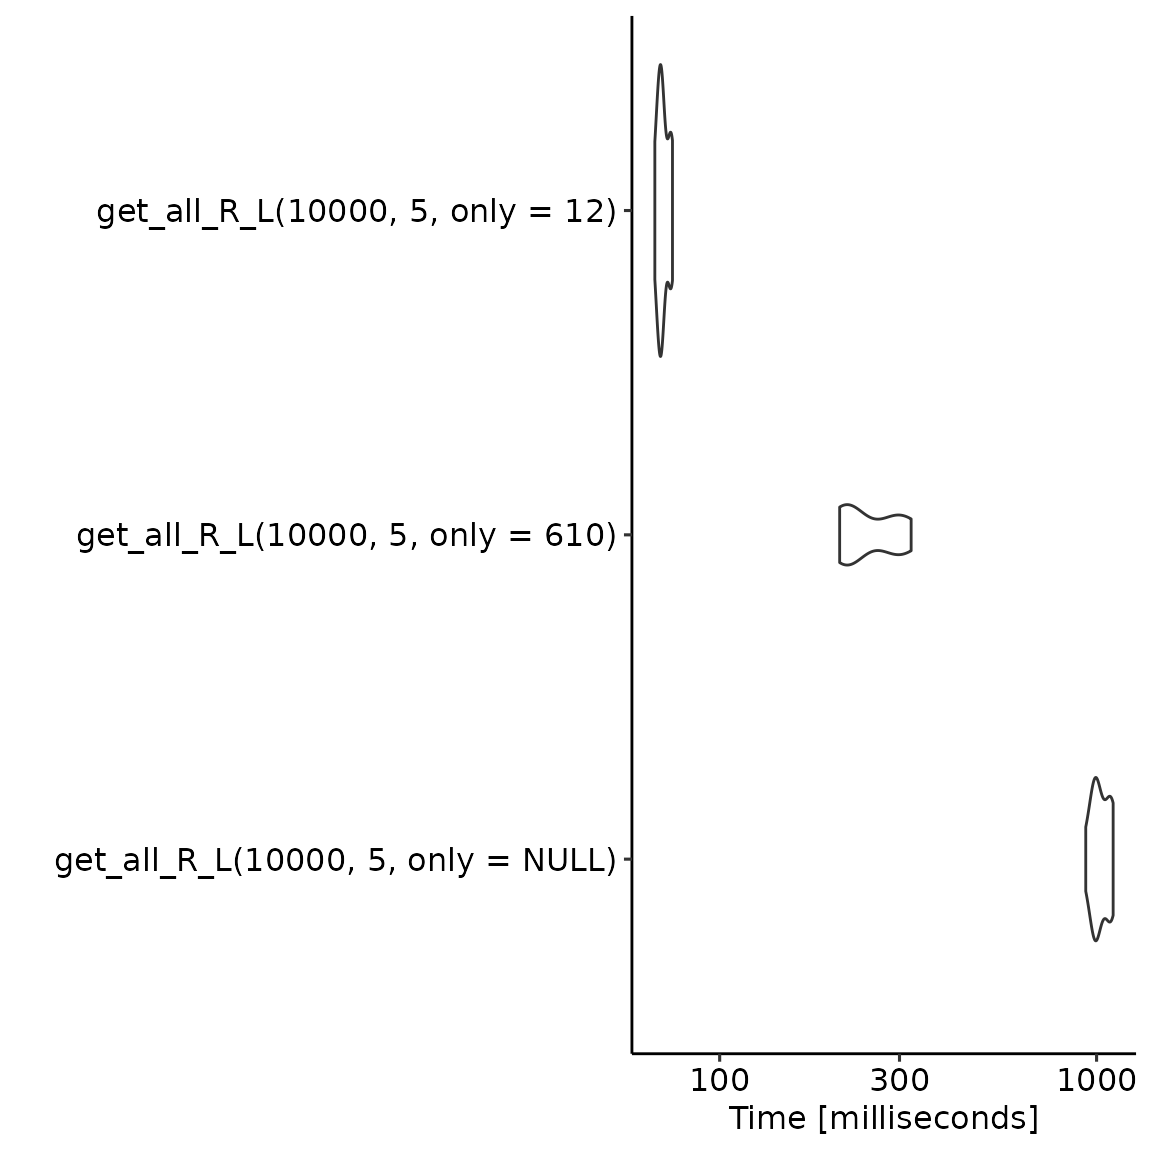 get_all_R_L(10000, 5, only = 12)
get_all_R_L(10000, 5, only = 610)
get_all_R_L(10000, 5, only = NULL)
100 300 1000
Time [milliseconds]